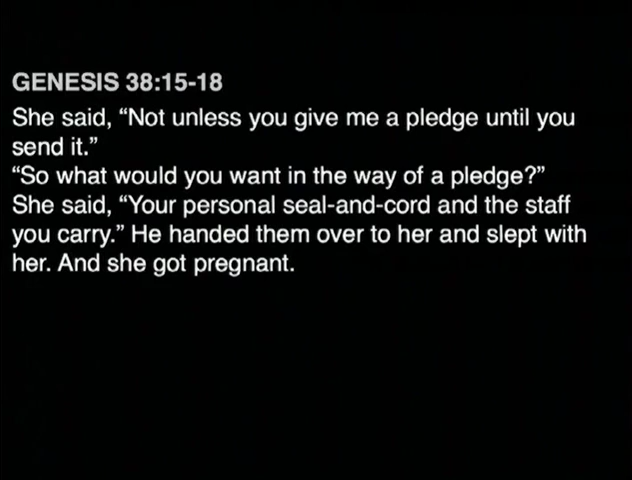 GENESIS 38:15-18
She said, “Not unless you give me a pledge until you
send it.”
“So what would you want in the way of a pledge?”
She said, “Your personal seal-and-cord and the staff
you carry.” He handed them over to her and slept with
her. And she got pregnant.